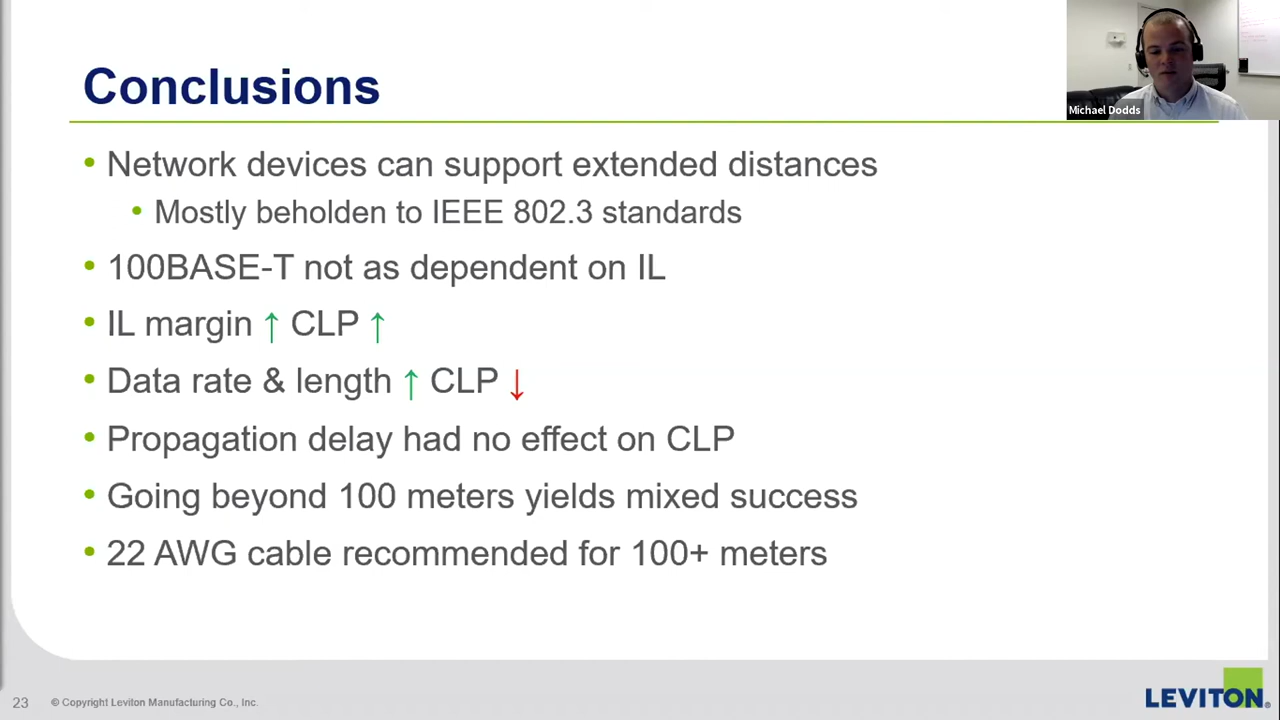 Conclusions
Michael Dodds
• Network devices can support extended distances
• Mostly beholden to IEEE 802.3 standards
• 100BASE-T not as dependent on IL
• IL margin ↑ CLP ↑
• Data rate & length ↑ CLP ↓
• Propagation delay had no effect on CLP
• Going beyond 100 meters yields mixed success
• 22 AWG cable recommended for 100+ meters
23 © Copyright Leviton Manufacturing Co., Inc.
LEVITON®